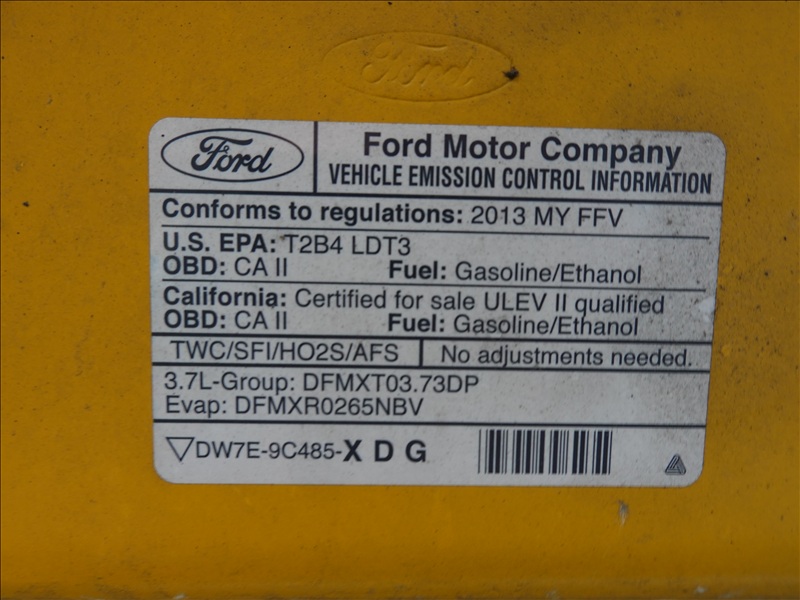 Ford
Ford
Ford Motor Company
VEHICLE EMISSION CONTROL INFORMATION
Conforms to regulations: 2013 MY FFV
U.S. EPA: T2B4 LDT3
OBD: CA II Fuel: Gasoline/Ethanol
California: Certified for sale ULEV II qualified
OBD: CA II Fuel: Gasoline/Ethanol
TWC/SFI/HO2S/AFS No adjustments needed.
3.7L-Group: DFMXT03.73DP
Evap: DFMXR0265NBV
DW7E-9C485-X D G